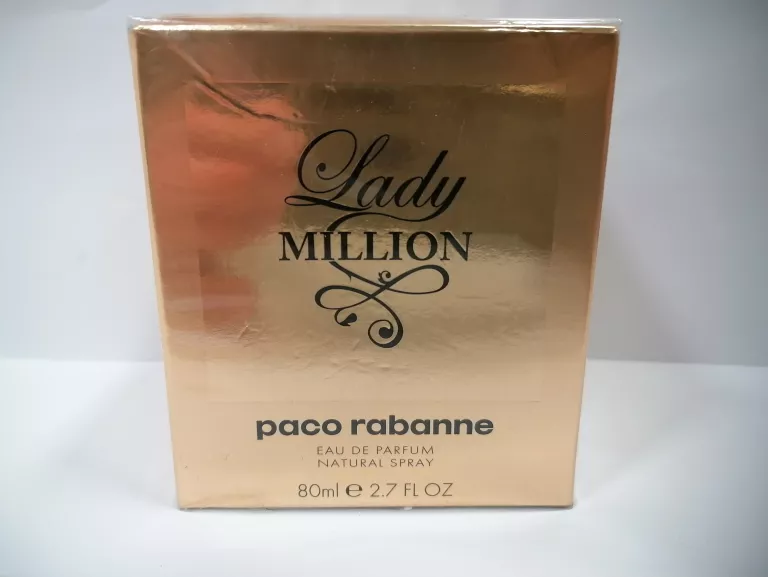 Lady
MILLION
paco rabanne
EAU DE PARFUM
NATURAL SPRAY
80ml ℮ 2.7 FL OZ